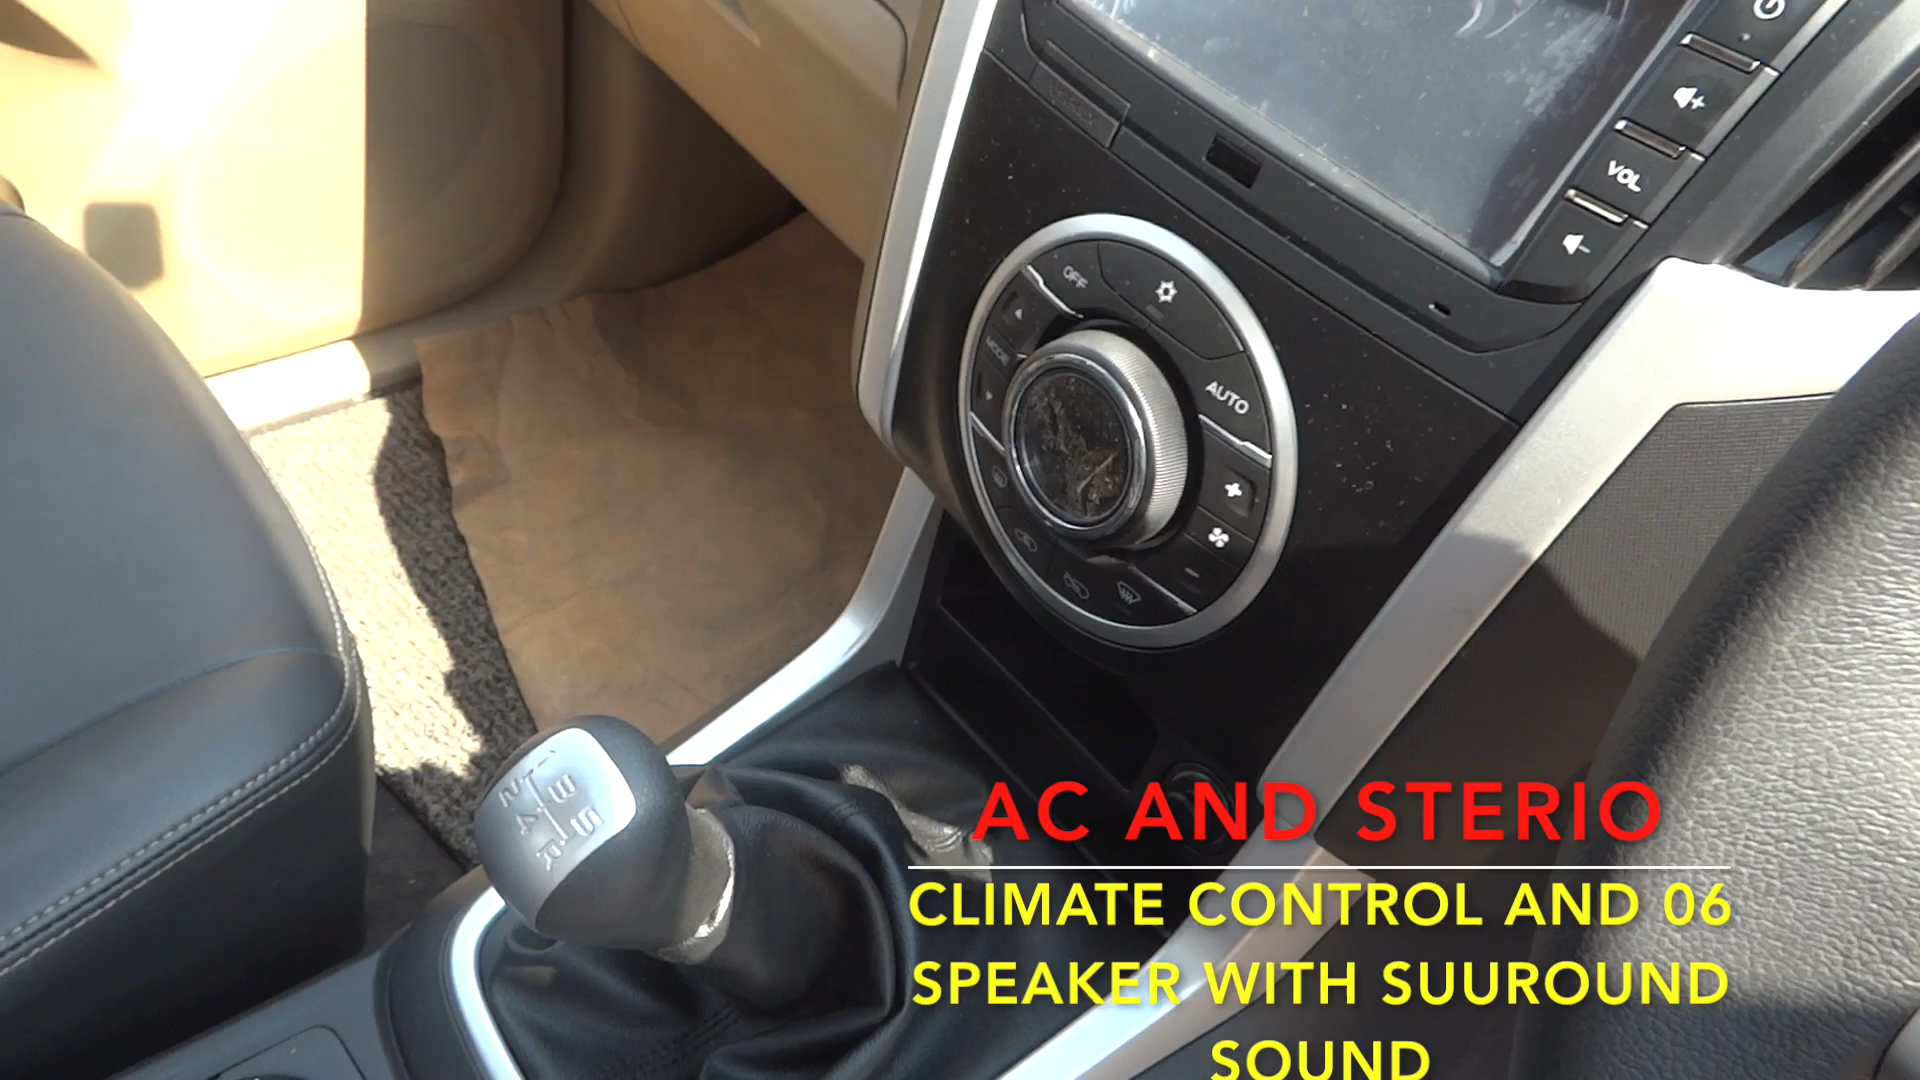 VOL
OFF
AUTO
MODE
1 3 5
2 4 R
AC AND STERIO
CLIMATE CONTROL AND 06
SPEAKER WITH SUUROUND
SOUND